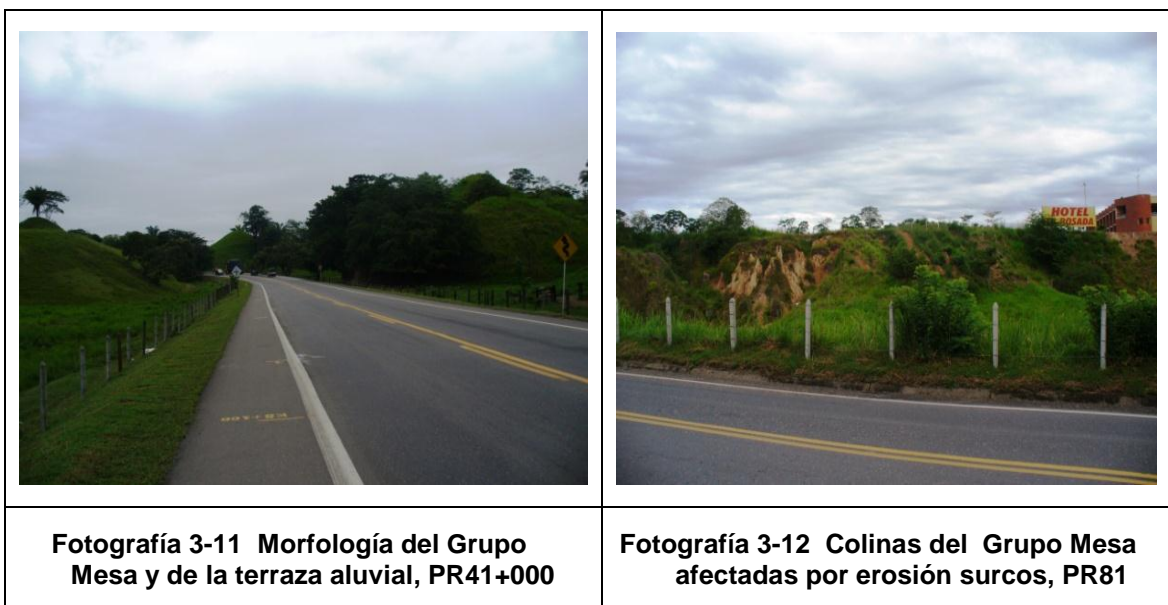 HOTEL
ROSADA
Fotografía 3-11 Morfología del Grupo
Mesa y de la terraza aluvial, PR41+000
Fotografía 3-12 Colinas del Grupo Mesa
afectadas por erosión surcos, PR81